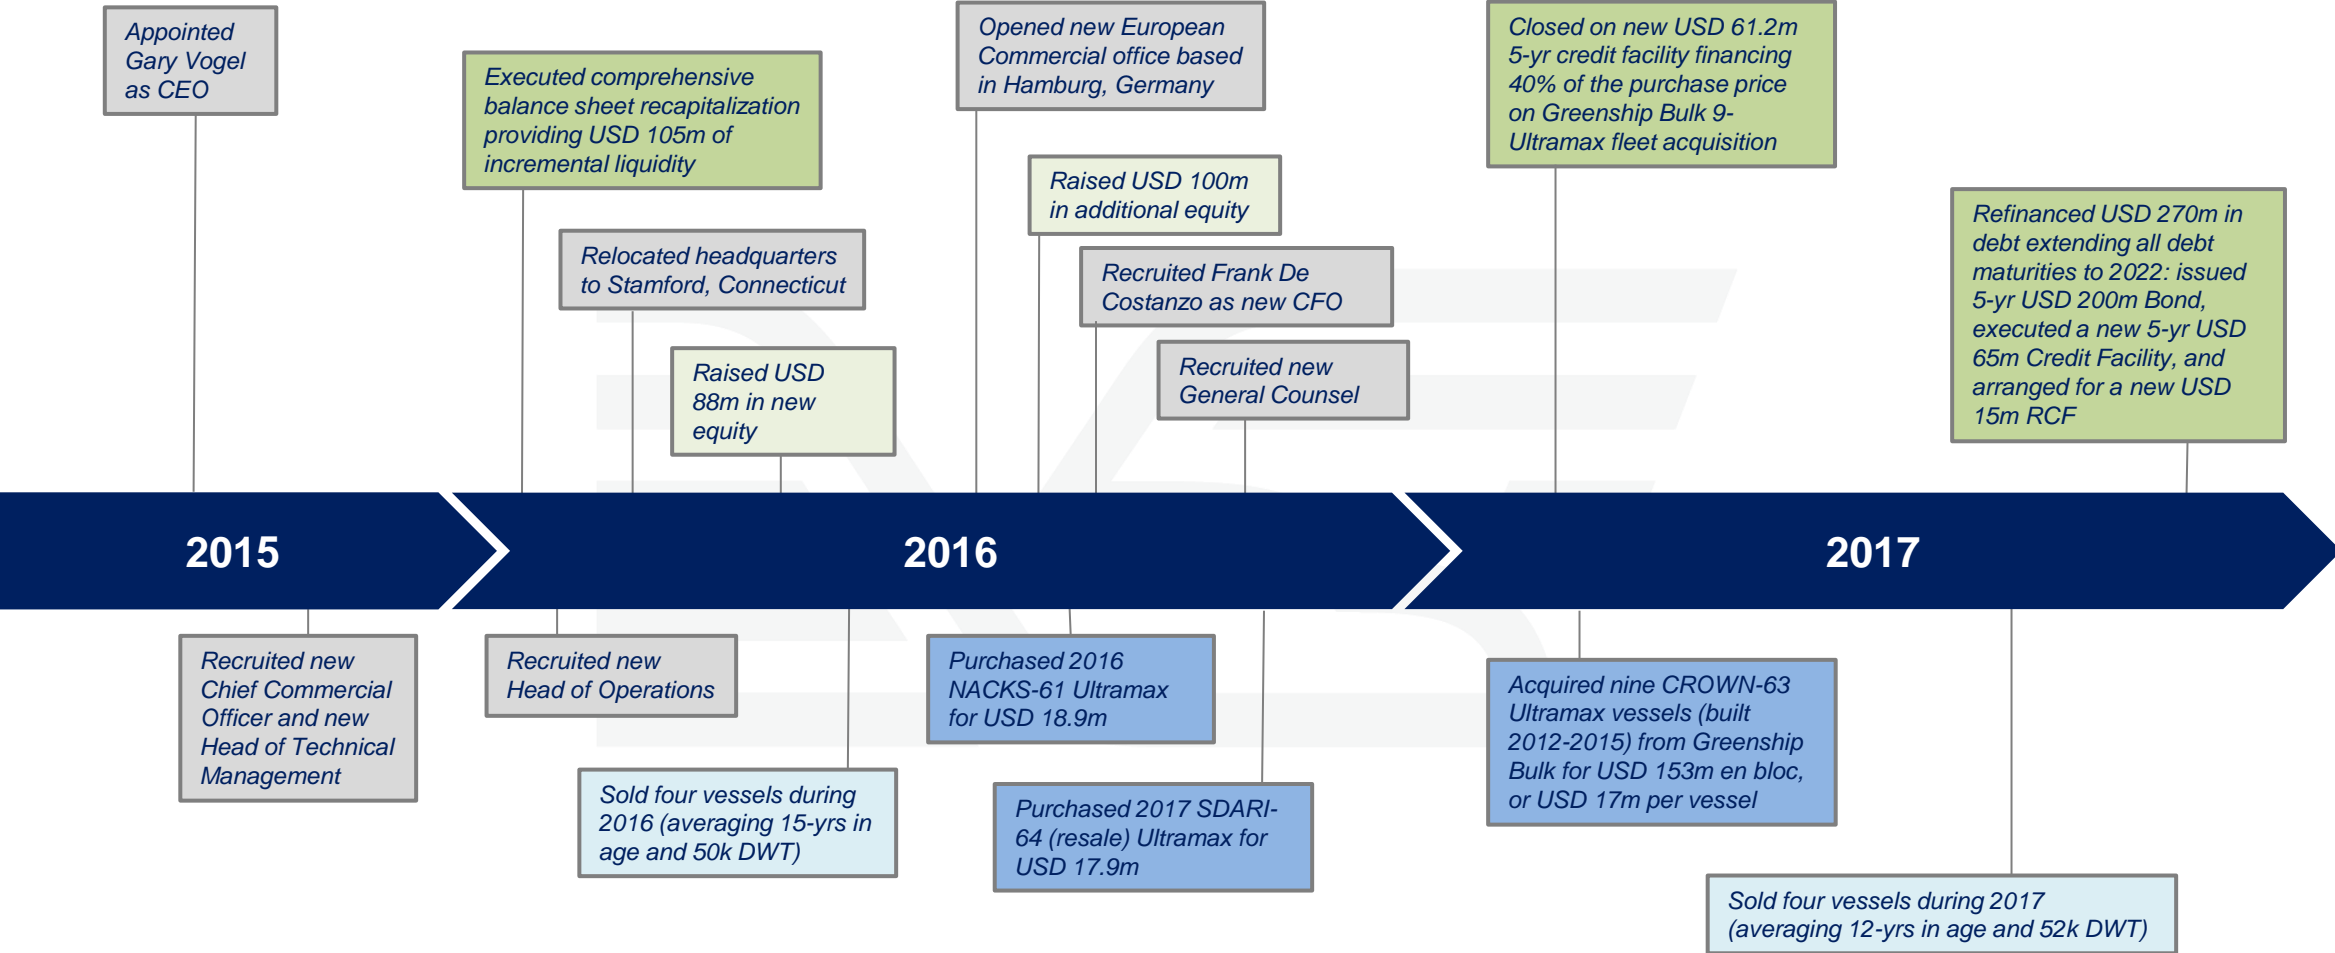 Appointed
Gary Vogel
as CEO
Executed comprehensive
balance sheet recapitalization
providing USD 105m of
incremental liquidity
Relocated headquarters
to Stamford, Connecticut
Raised USD
88m in new
equity
Opened new European
Commercial office based
in Hamburg, Germany
Raised USD 100m
in additional equity
Recruited Frank De
Costanzo as new CFO
Recruited new
General Counsel
Closed on new USD 61.2m
5-yr credit facility financing
40% of the purchase price
on Greenship Bulk 9-
Ultramax fleet acquisition
Refinanced USD 270m in
debt extending all debt
maturities to 2022: issued
5-yr USD 200m Bond,
executed a new 5-yr USD
65m Credit Facility, and
arranged for a new USD
15m RCF
2015
2016
2017
Recruited new
Chief Commercial
Officer and new
Head of Technical
Management
Recruited new
Head of Operations
Sold four vessels during
2016 (averaging 15-yrs in
age and 50k DWT)
Purchased 2016
NACKS-61 Ultramax
for USD 18.9m
Purchased 2017 SDARI-
64 (resale) Ultramax for
USD 17.9m
Acquired nine CROWN-63
Ultramax vessels (built
2012-2015) from Greenship
Bulk for USD 153m en bloc,
or USD 17m per vessel
Sold four vessels during 2017
(averaging 12-yrs in age and 52k DWT)